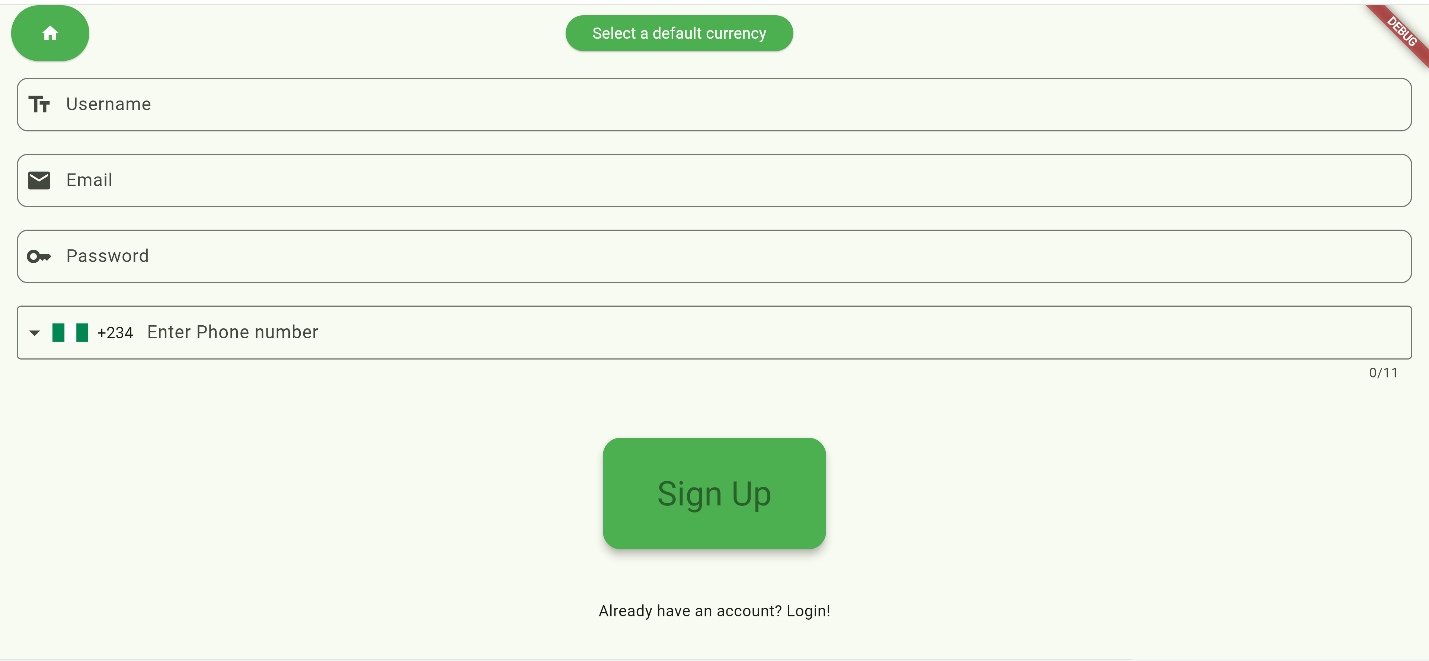 Select a default currency
DEBUG
Username
Email
Password
+234 Enter Phone number
0/11
Sign Up
Already have an account? Login!